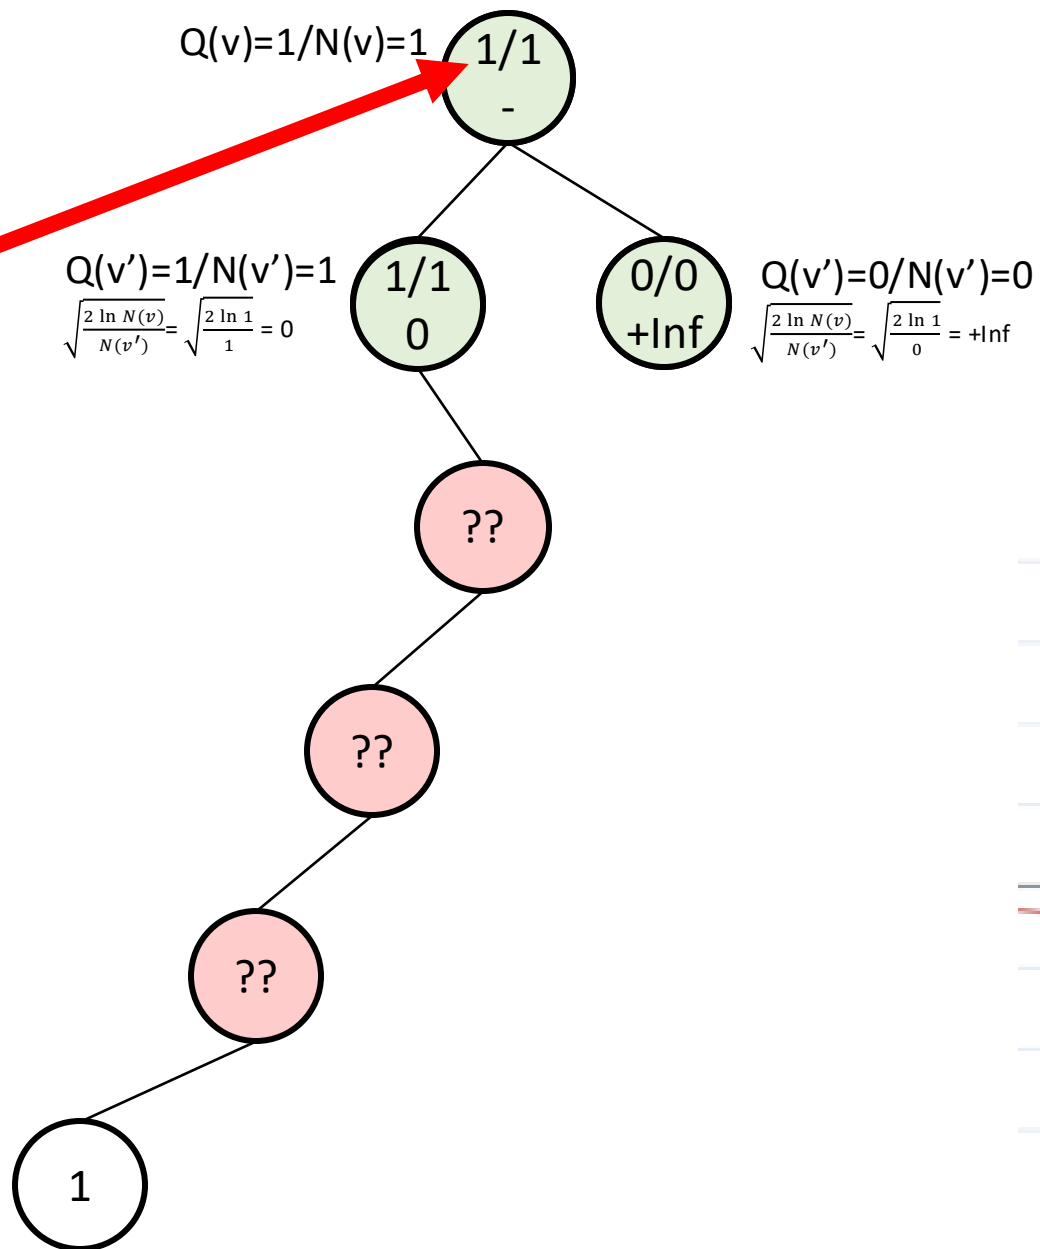 Q(v)=1/N(v)=1
1/1
-
Q(v’)=1/N(v’)=1
1/1
0
0/0
+Inf
Q(v’)=0/N(v’)=0
√(2 ln N(v)/N(v′)) = √(2 ln 1/1) = 0
√(2 ln N(v)/N(v′)) = √(2 ln 1/0) = +Inf
??
??
??
1